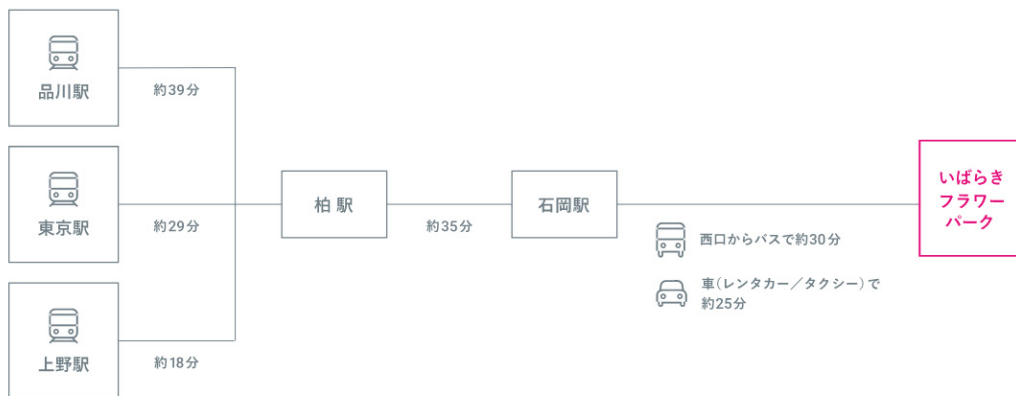 品川駅
約39分
東京駅
約29分
上野駅
約18分
柏駅
約35分
石岡駅
西口からバスで約30分
車(レンタカー／タクシー)で
約25分
いばらき
フラワー
パーク